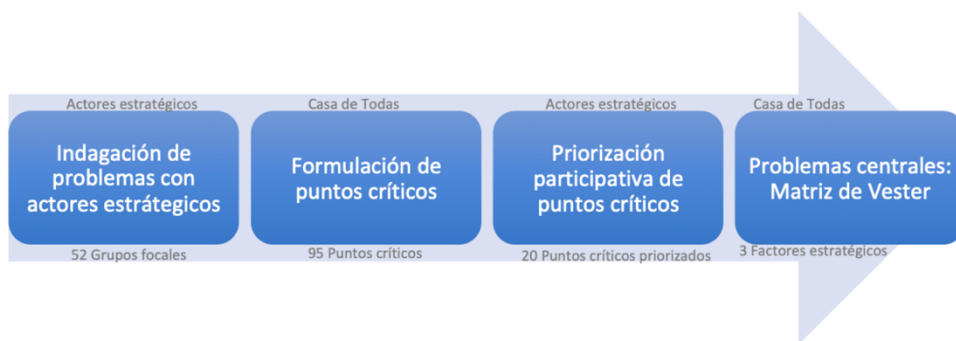 Actores estratégicos
Casa de Todas
Actores estratégicos
Casa de Todas
Indagación de
problemas con
actores estrátegicos
Formulación de
puntos críticos
Priorización
participativa de
puntos críticos
Problemas centrales:
Matriz de Vester
52 Grupos focales
95 Puntos críticos
20 Puntos críticos priorizados
3 Factores estratégicos